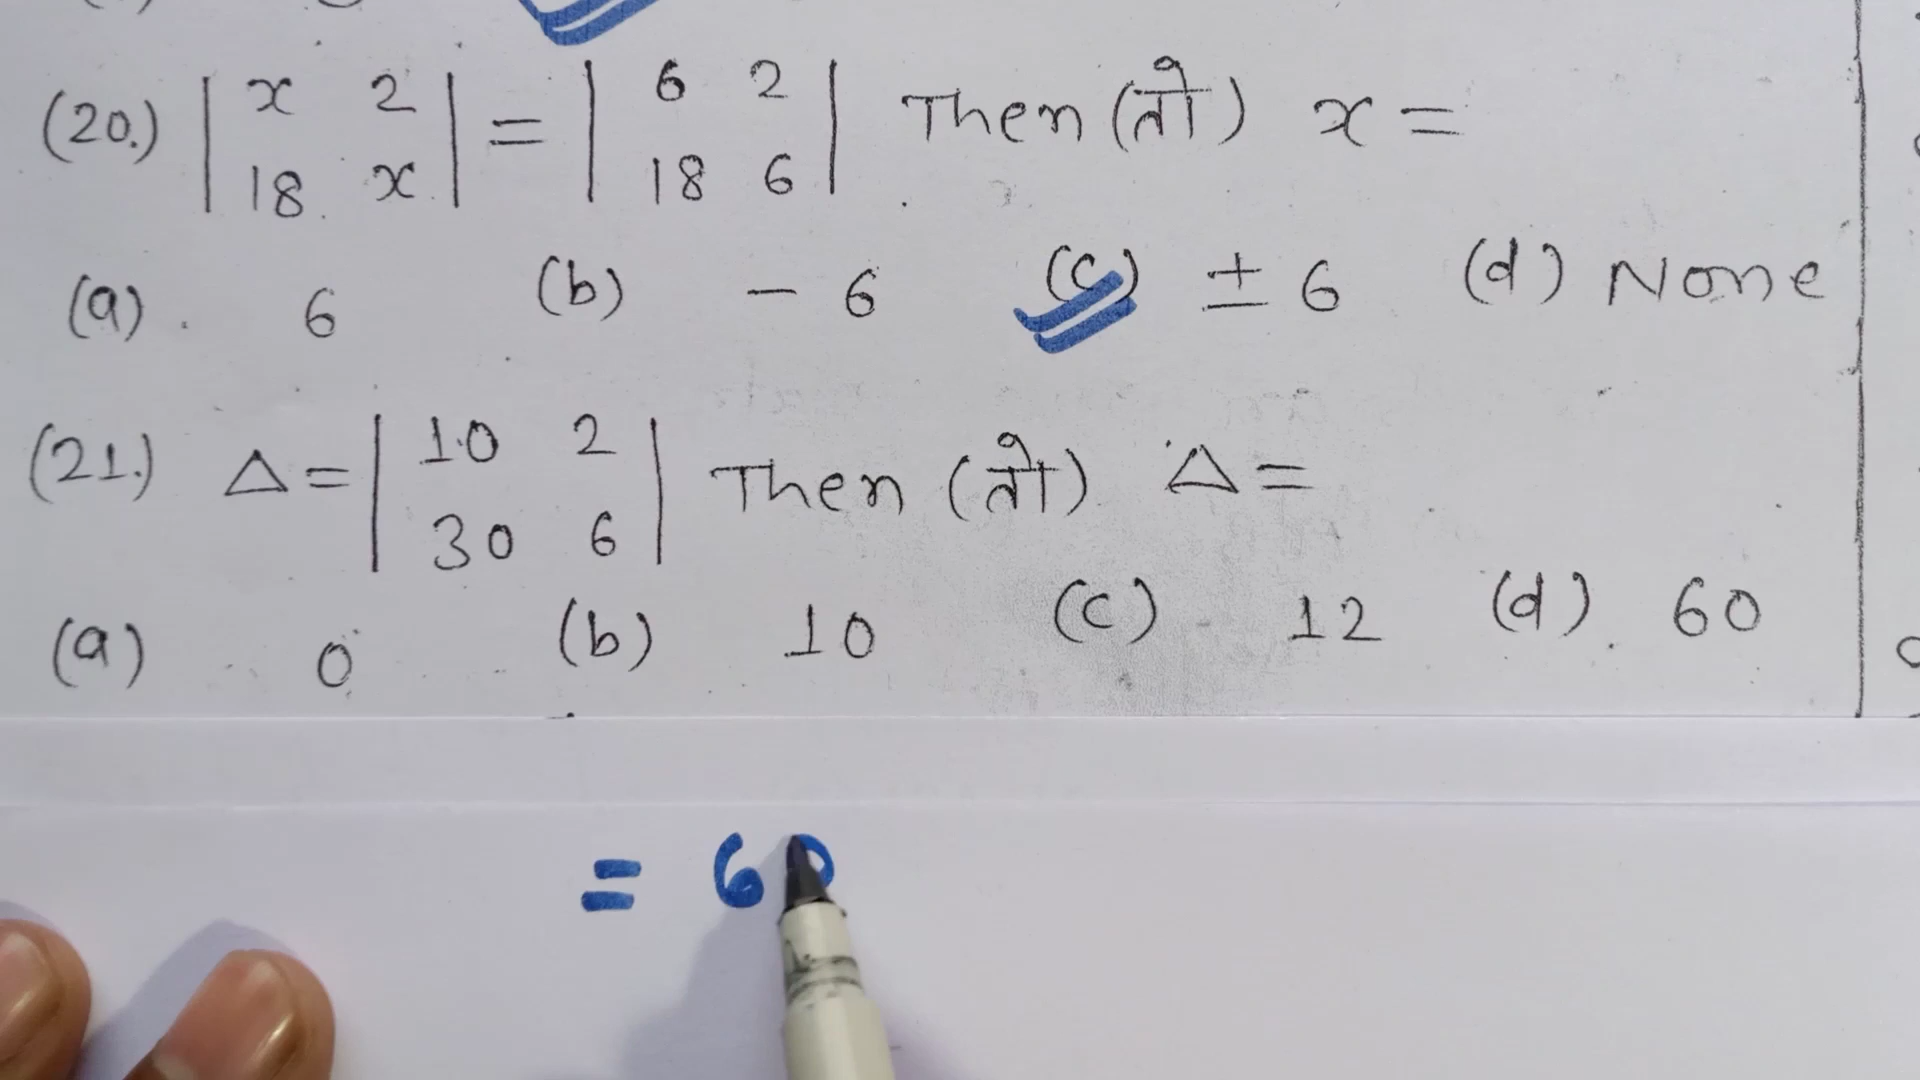 (20.) | x 2 | = | 6 2 | Then (तो) x =
| 18 x | | 18 6 |
(a) 6 (b) - 6 (c) ± 6 (d) None
(21.) Δ = | 10 2 | Then (तो) Δ =
| 30 6 |
(a) 0 (b) 10 (c) 12 (d) 60
= 60